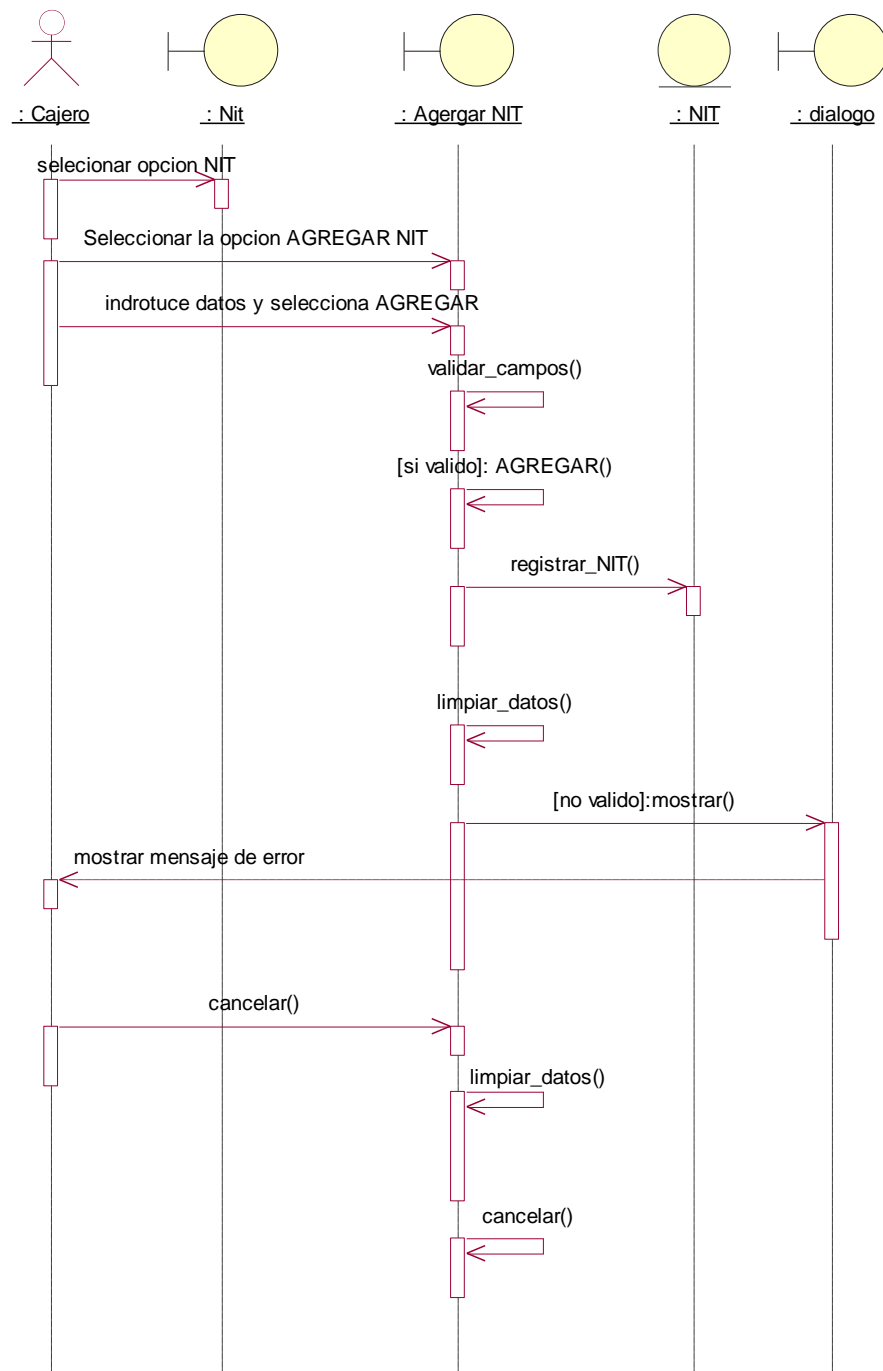 : Cajero
: Nit
: Agergar NIT
: NIT
: dialogo
selecionar opcion NIT
Seleccionar la opcion AGREGAR NIT
indrotuce datos y selecciona AGREGAR
validar_campos()
[si valido]: AGREGAR()
registrar_NIT()
limpiar_datos()
[no valido]:mostrar()
mostrar mensaje de error
cancelar()
limpiar_datos()
cancelar()